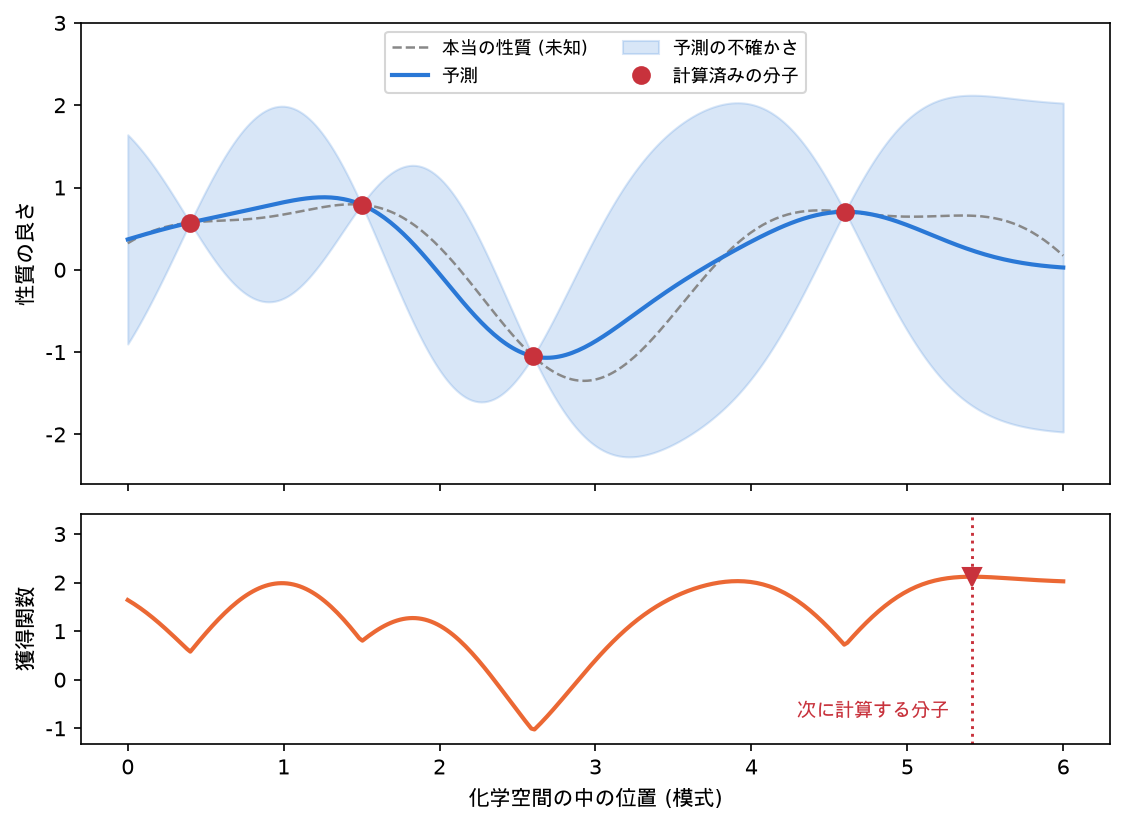 3
2
1
0
-1
-2
性質の良さ
本当の性質 (未知)
予測
予測の不確かさ
計算済みの分子
3
2
1
0
-1
獲得関数
次に計算する分子
0 1 2 3 4 5 6
化学空間の中の位置 (模式)